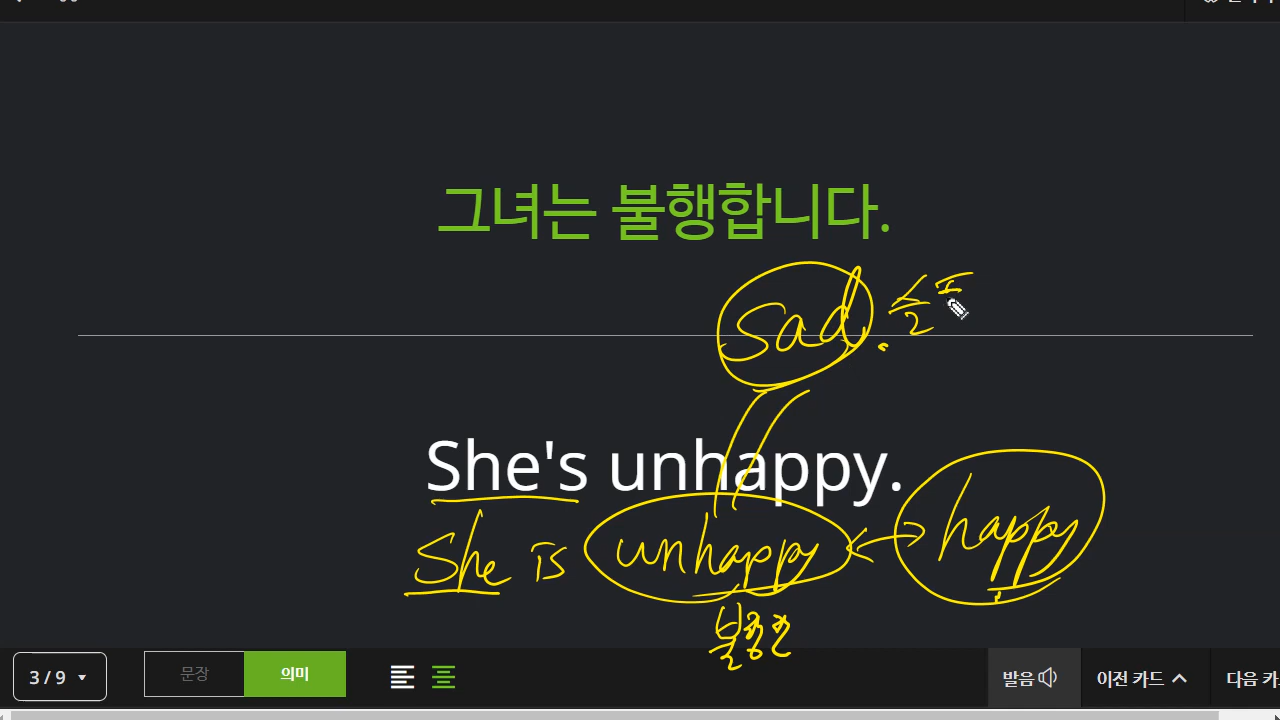 그녀는 불행합니다.
sad. 슬프
She's unhappy.
She is unhappy ↔ happy
불행한
3 / 9
문장
의미
발음
이전 카드
다음 카